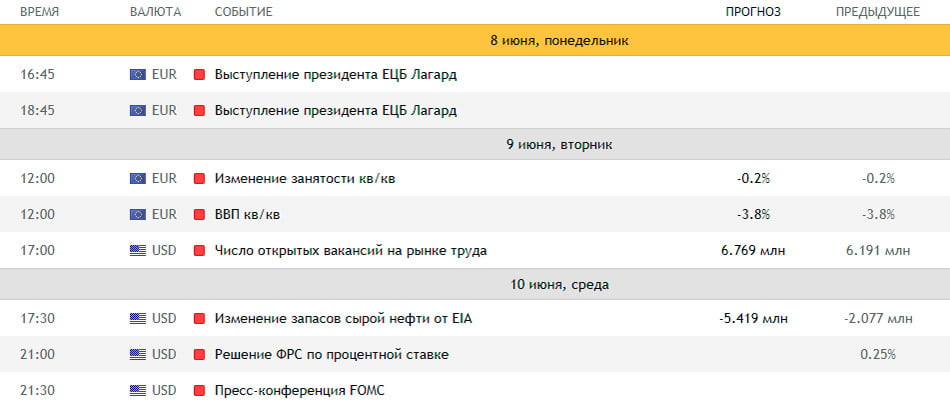 ВРЕМЯ ВАЛЮТА СОБЫТИЕ ПРОГНОЗ ПРЕДЫДУЩЕЕ
8 июня, понедельник
16:45 EUR Выступление президента ЕЦБ Лагард
18:45 EUR Выступление президента ЕЦБ Лагард
9 июня, вторник
12:00 EUR Изменение занятости кв/кв -0.2% -0.2%
12:00 EUR ВВП кв/кв -3.8% -3.8%
17:00 USD Число открытых вакансий на рынке труда 6.769 млн 6.191 млн
10 июня, среда
17:30 USD Изменение запасов сырой нефти от EIA -5.419 млн -2.077 млн
21:00 USD Решение ФРС по процентной ставке 0.25%
21:30 USD Пресс-конференция FOMC